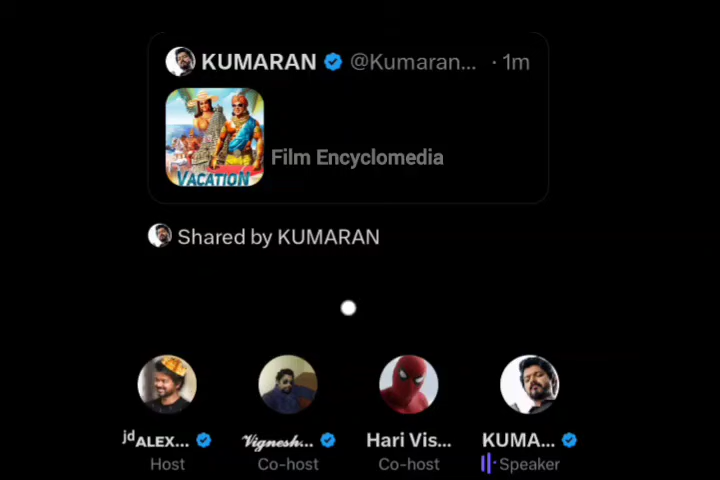 KUMARAN @Kumaran... · 1m
VACATION
Film Encyclomedia
Shared by KUMARAN
jdALEX... 𝓥𝓲𝓰𝓷𝓮𝓼𝓱... Hari Vis... KUMA...
Host Co-host Co-host Speaker